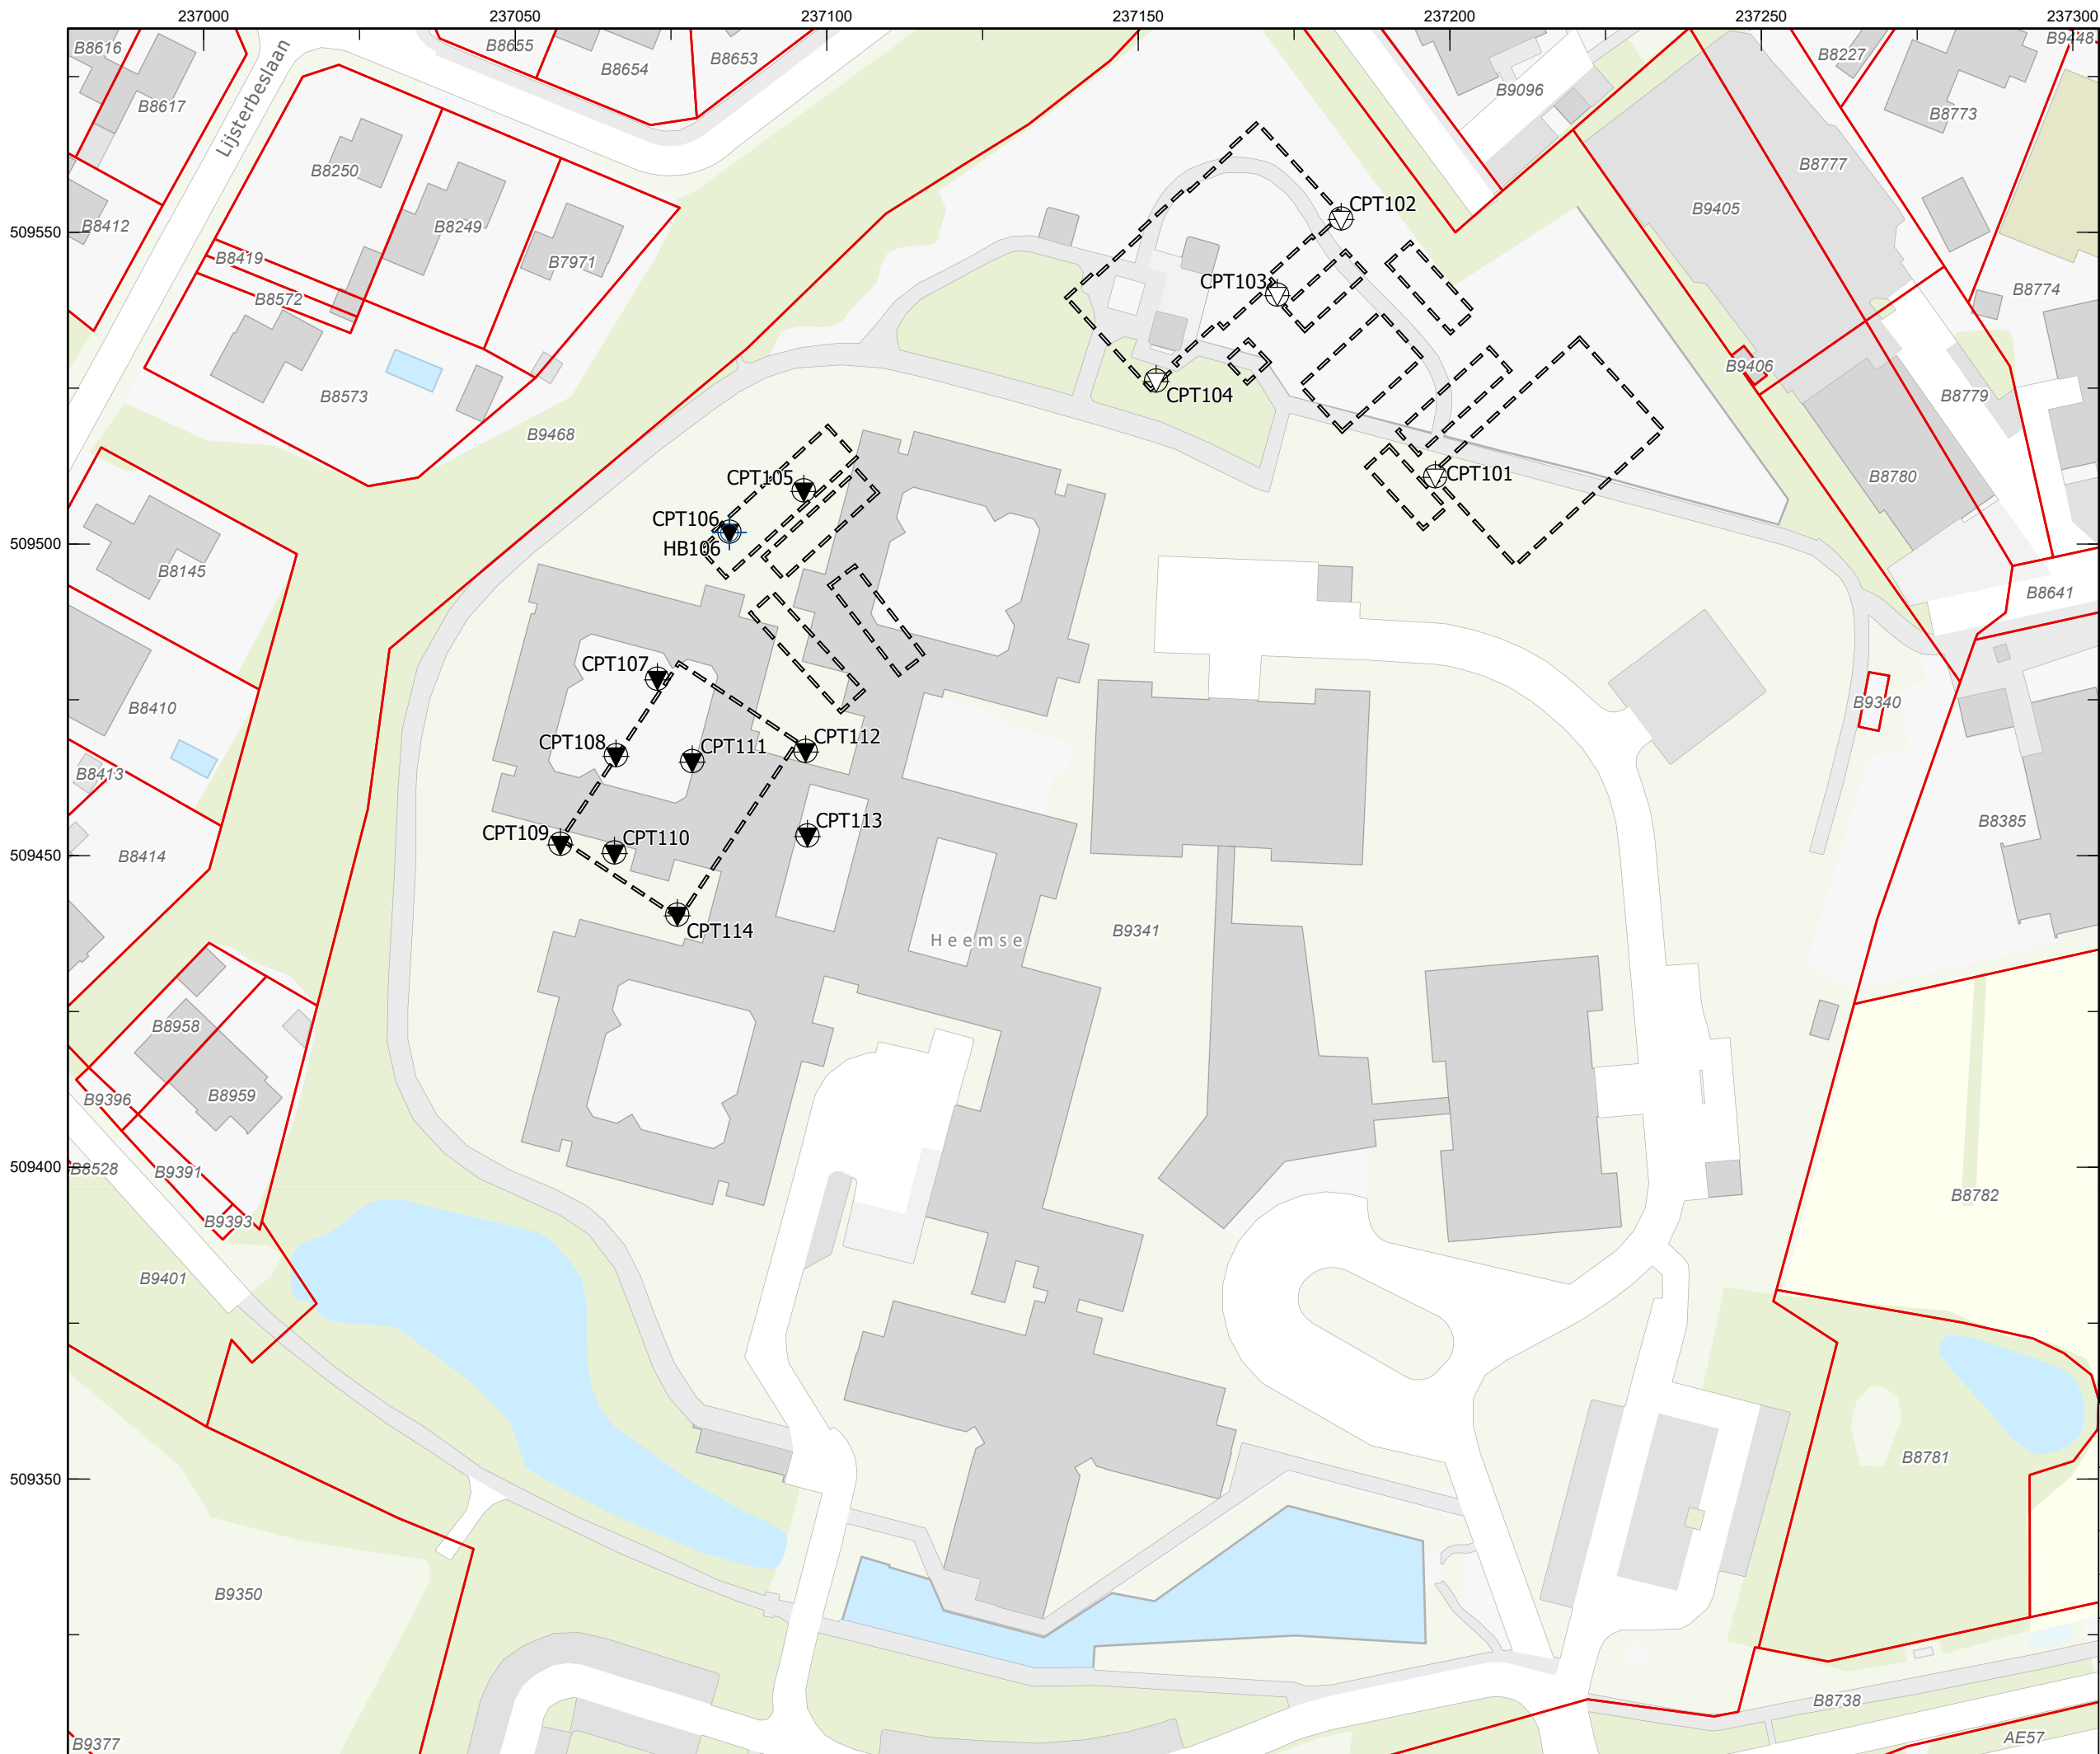 237000 237050 237100 237150 237200 237250 237300
B8616 B8655 B8654 B8653 B9096 B8227 B9448
B8617 Lijsterbeslaan B8773
B8250 B8777
B8412 B8249 CPT102 B9405
509550
B8419 B7971 CPT103 B8774
B8572
B9406
B8573 CPT104 B8779
B9468
CPT105 CPT101 B8780
CPT106
HB106
509500
B8145 B8641
CPT107
B8410 B9340
CPT108 CPT111 CPT112
B8413
CPT109 CPT110 CPT113 B8385
509450
B8414
CPT114 B9341
Heemse
B8958
B8959
B9396
509400
B8528 B9391
B8782
B9393
B9401
509350
B8781
B9350
B8738
B9377 AE57